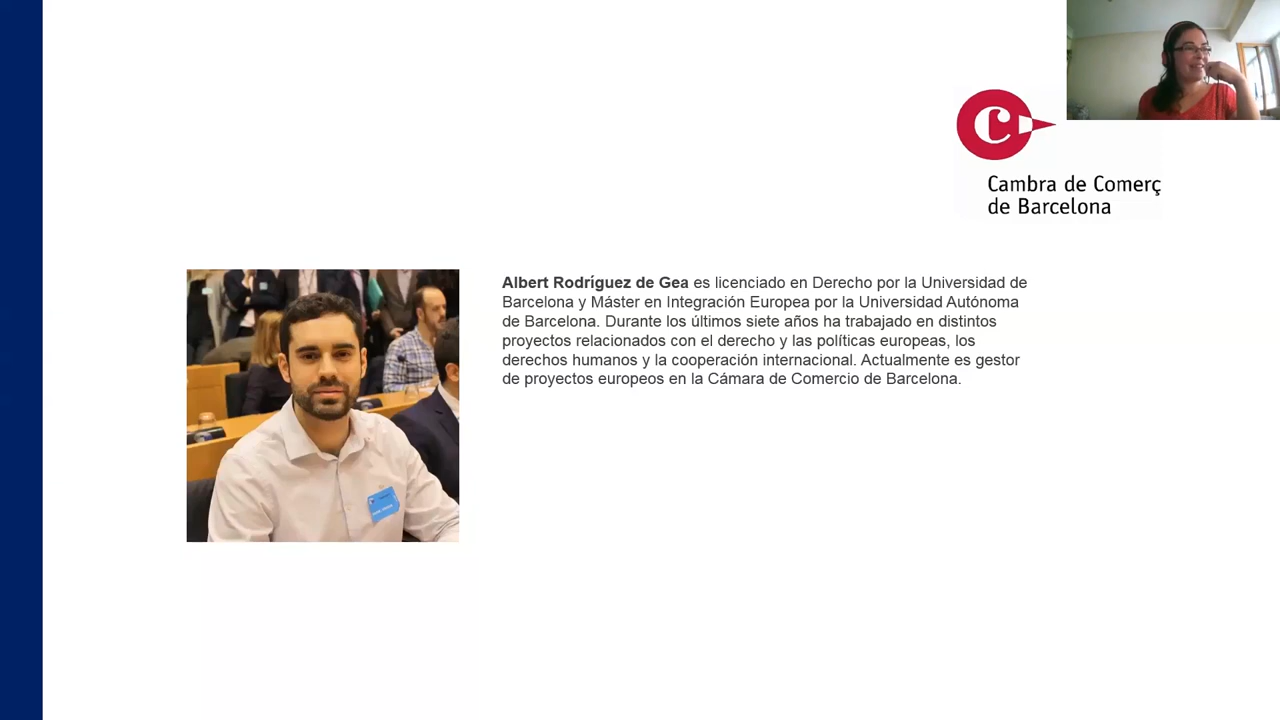 Cambra de Comerç
de Barcelona
Albert Rodríguez de Gea es licenciado en Derecho por la Universidad de
Barcelona y Máster en Integración Europea por la Universidad Autónoma
de Barcelona. Durante los últimos siete años ha trabajado en distintos
proyectos relacionados con el derecho y las políticas europeas, los
derechos humanos y la cooperación internacional. Actualmente es gestor
de proyectos europeos en la Cámara de Comercio de Barcelona.